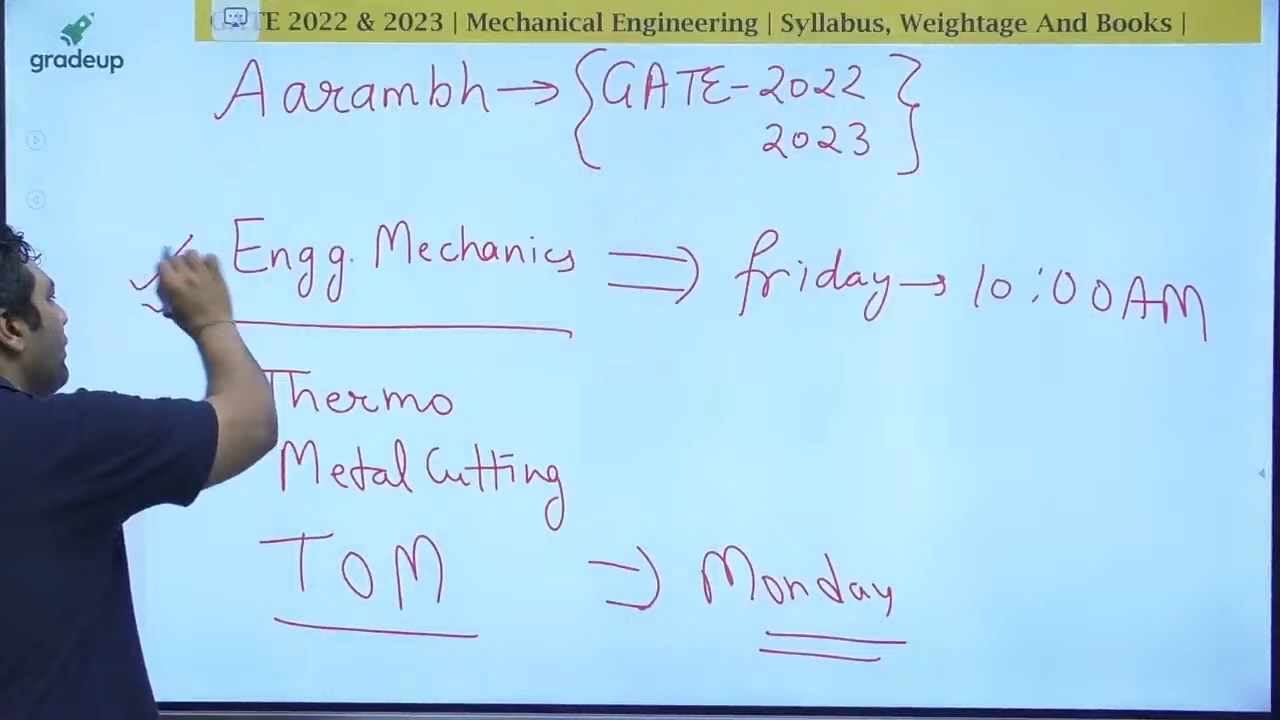 GATE 2022 & 2023 | Mechanical Engineering | Syllabus, Weightage And Books |
gradeup
Aarambh → {GATE-2022
2023}
Engg. Mechanics ⇒ friday → 10:00AM
Thermo
Metal Cutting
TOM ⇒ Monday